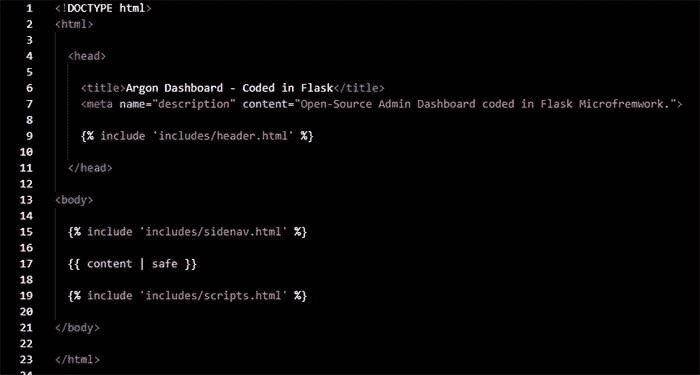 1 <!DOCTYPE html>
2 <html>
3
4 <head>
5
6 <title>Argon Dashboard - Coded in Flask</title>
7 <meta name="description" content="Open-Source Admin Dashboard coded in Flask Microfremwork.">
8
9 {% include 'includes/header.html' %}
10
11 </head>
12
13 <body>
14
15 {% include 'includes/sidenav.html' %}
16
17 {{ content | safe }}
18
19 {% include 'includes/scripts.html' %}
20
21 </body>
22
23 </html>